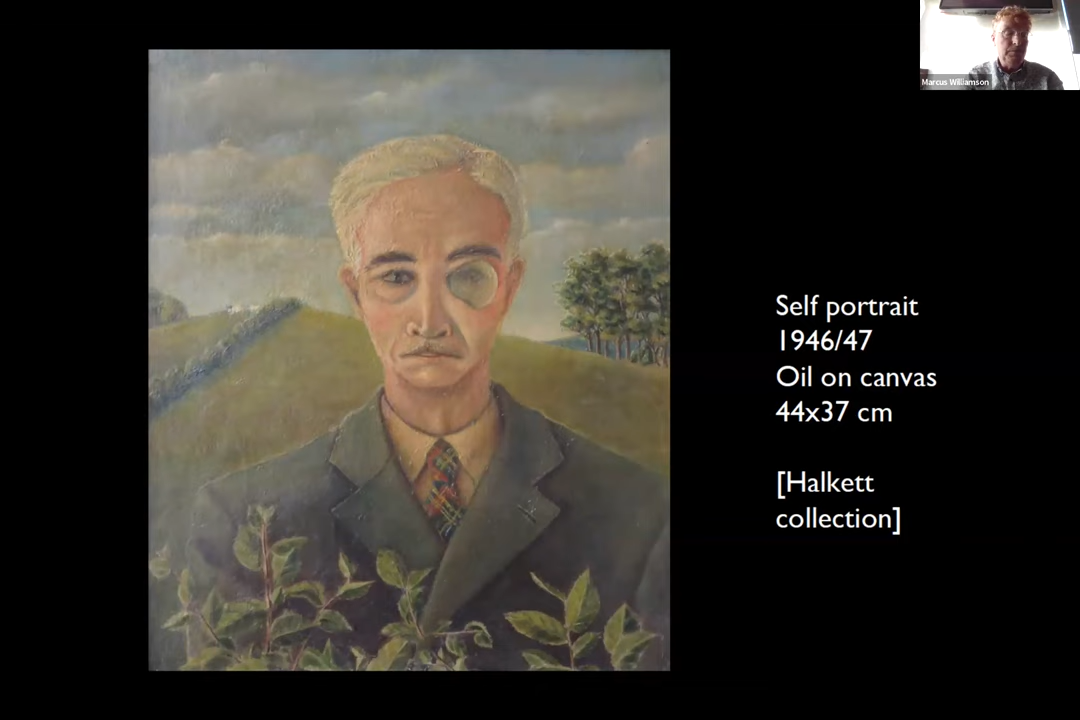 Marcus Williamson
Self portrait
1946/47
Oil on canvas
44x37 cm
[Halkett
collection]